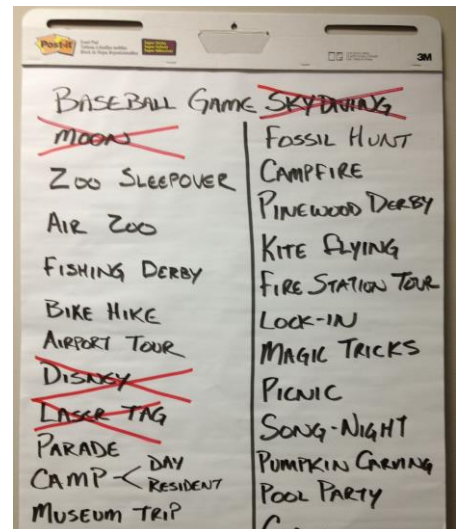 Post-it
3M
BASEBALL GAME
MOON
ZOO SLEEPOVER
AIR ZOO
FISHING DERBY
BIKE HIKE
AIRPORT TOUR
DISNEY
LASER TAG
PARADE
CAMP < DAY
RESIDENT
MUSEUM TRIP
SKYDIVING
FOSSIL HUNT
CAMPFIRE
PINEWOOD DERBY
KITE FLYING
FIRE STATION TOUR
LOCK-IN
MAGIC TRICKS
PICNIC
SONG-NIGHT
PUMPKIN CARVING
POOL PARTY